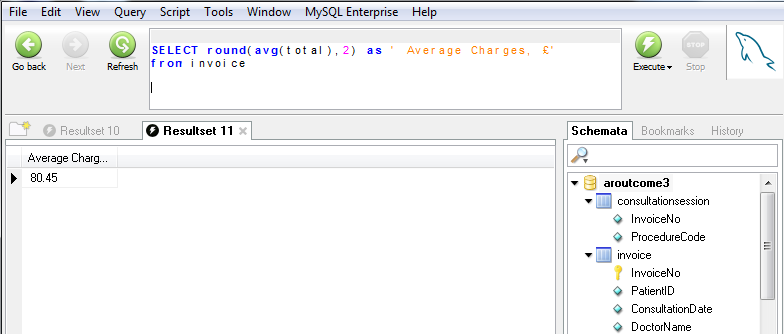 File Edit View Query Script Tools Window MySQL Enterprise Help
SELECT round(avg(total),2) as ' Average Charges, £'
from invoice
Go back Next Refresh Execute Stop
Resultset 10 Resultset 11
Schemata Bookmarks History
Average Charg...
80.45
aroutcome3
consultationsession
InvoiceNo
ProcedureCode
invoice
InvoiceNo
PatientID
ConsultationDate
DoctorName